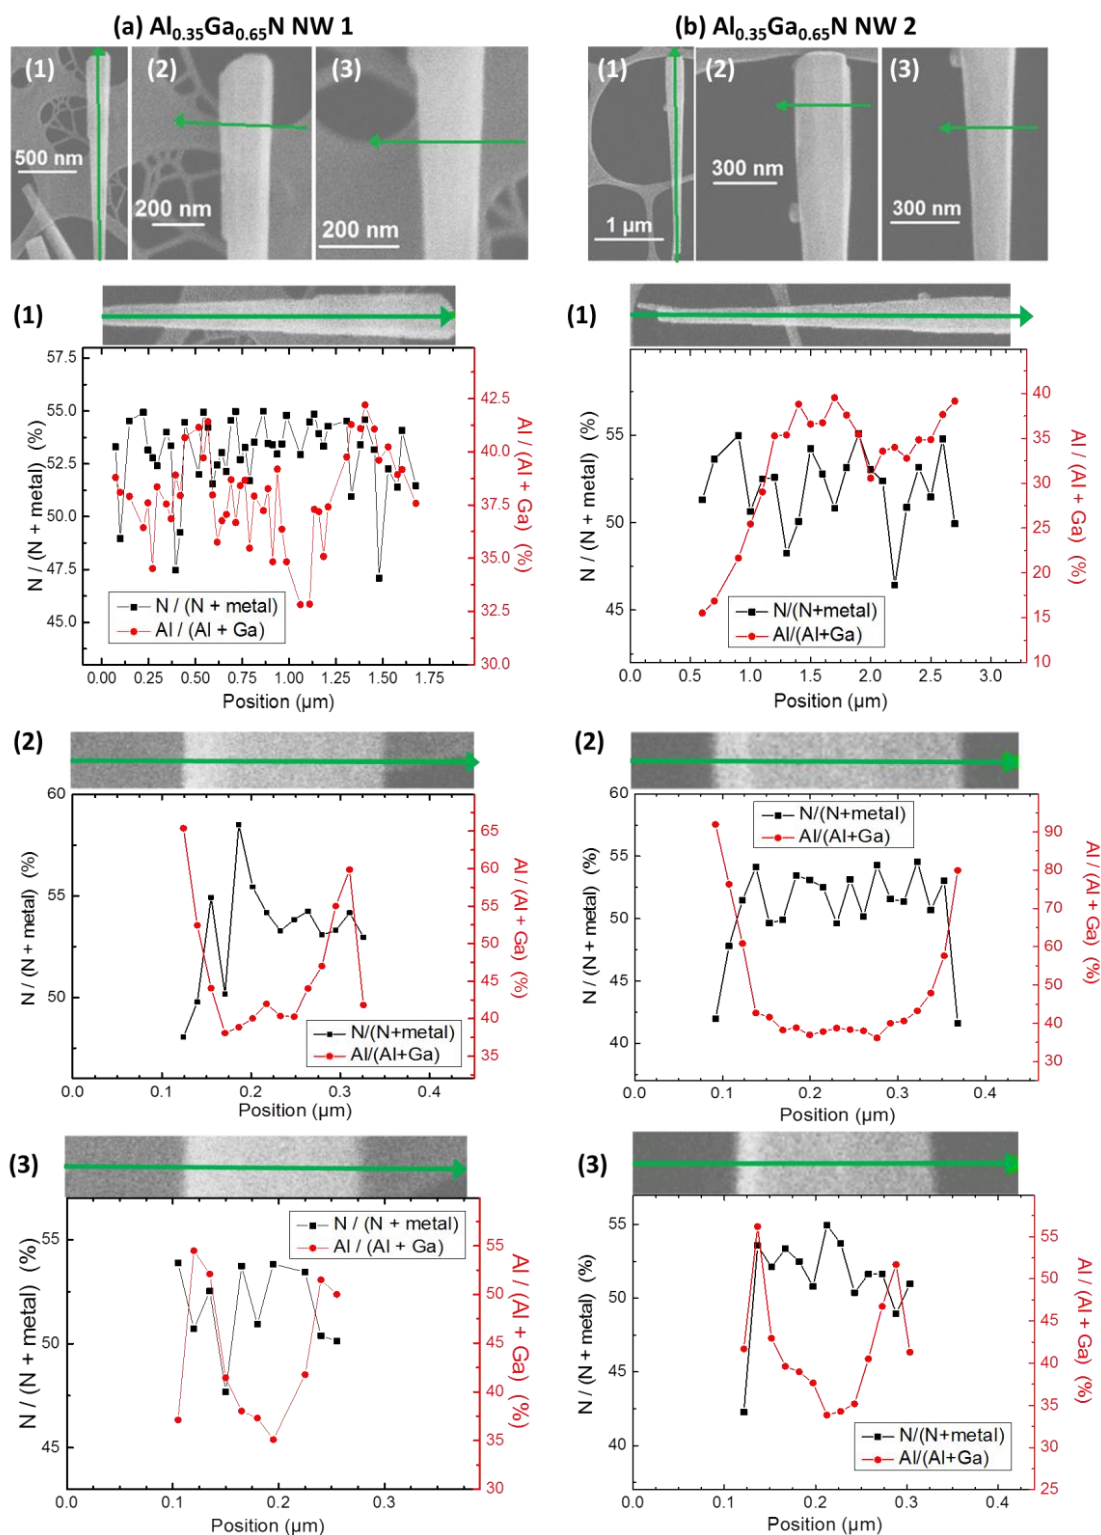 (a) Al0.35Ga0.65N NW 1
(1)
500 nm
(2)
200 nm
(3)
200 nm
(1)
N / (N + metal) (%)
57.5
55.0
52.5
50.0
47.5
45.0
N / (N + metal)
Al / (Al + Ga)
42.5
40.0
37.5
35.0
32.5
30.0
Al / (Al + Ga) (%)
0.00 0.25 0.50 0.75 1.00 1.25 1.50 1.75
Position (µm)
(2)
N / (N + metal) (%)
60
55
50
N/(N+metal)
Al/(Al+Ga)
65
60
55
50
45
40
35
Al / (Al + Ga) (%)
0.0 0.1 0.2 0.3 0.4
Position (µm)
(3)
N / (N + metal) (%)
55
50
45
N / (N + metal)
Al / (Al + Ga)
55
50
45
40
35
30
Al / (Al + Ga) (%)
0.0 0.1 0.2 0.3
Position (µm)
(b) Al0.35Ga0.65N NW 2
(1)
1 µm
(2)
300 nm
(3)
300 nm
(1)
N / (N + metal) (%)
55
50
45
N/(N+metal)
Al/(Al+Ga)
40
35
30
25
20
15
10
Al / (Al + Ga) (%)
0.0 0.5 1.0 1.5 2.0 2.5 3.0
Position (µm)
(2)
N / (N + metal) (%)
60
55
50
45
40
N/(N+metal)
Al/(Al+Ga)
90
80
70
60
50
40
30
Al / (Al + Ga) (%)
0.0 0.1 0.2 0.3 0.4
Position (µm)
(3)
N / (N + metal) (%)
55
50
45
40
N/(N+metal)
Al/(Al+Ga)
55
50
45
40
35
30
25
Al / (Al + Ga) (%)
0.0 0.1 0.2 0.3 0.4
Position (µm)